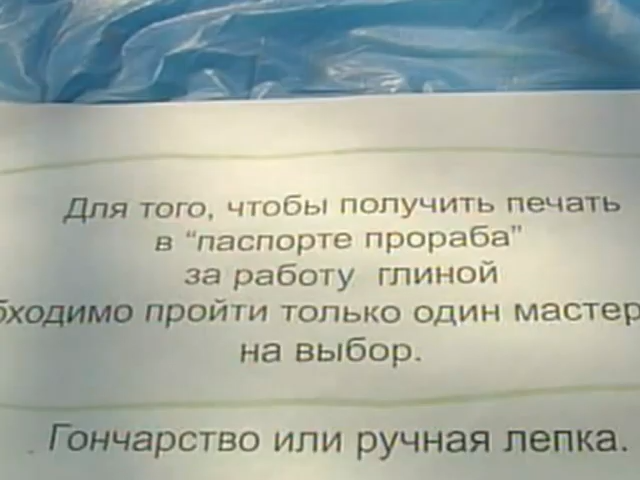 Для того, чтобы получить печать
в “паспорте прораба”
за работу глиной
бходимо пройти только один мастер
на выбор.
Гончарство или ручная лепка.